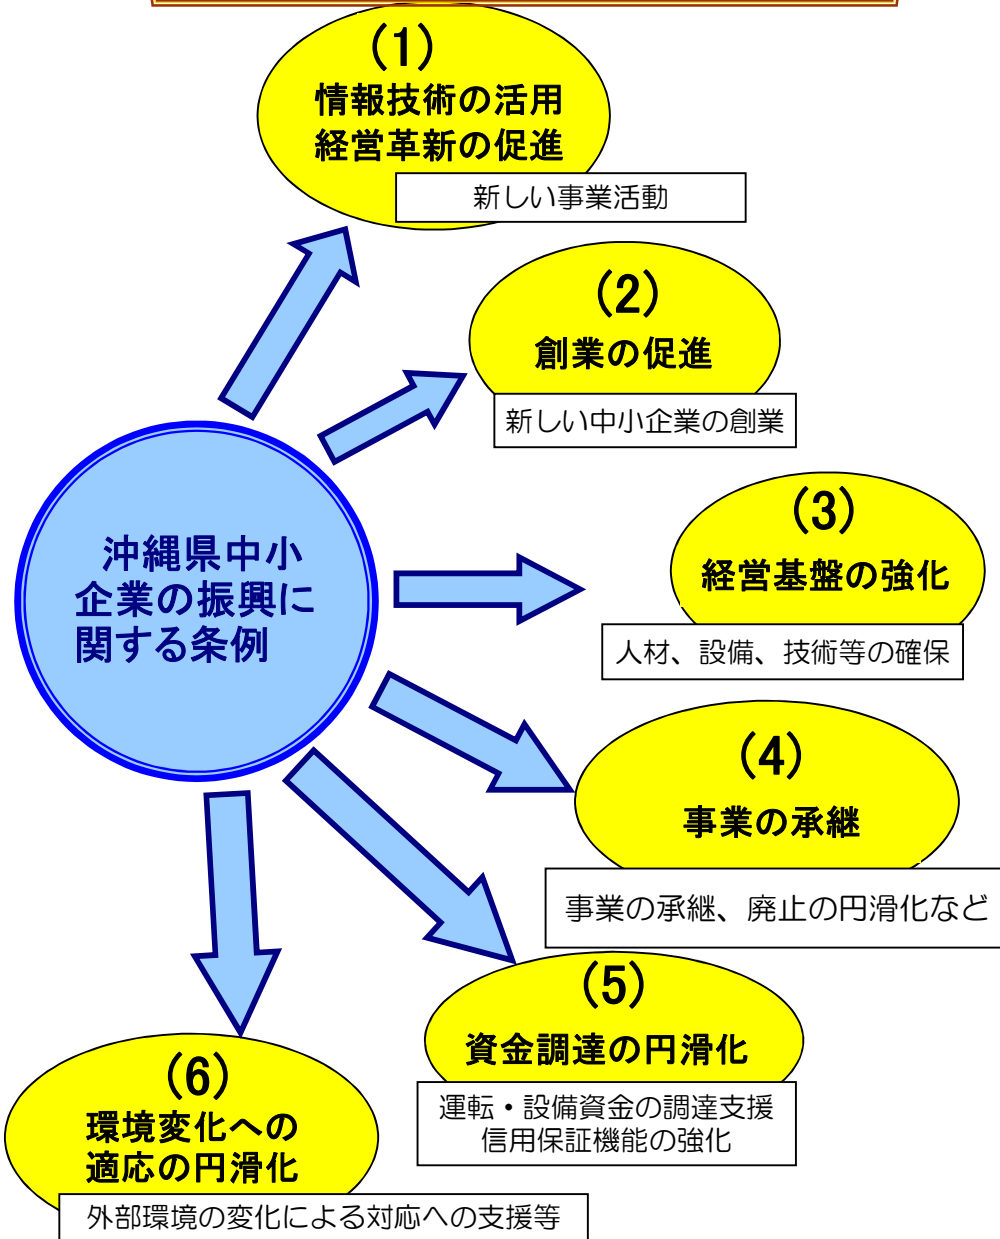 (1)
情報技術の活用
経営革新の促進
新しい事業活動
(2)
創業の促進
新しい中小企業の創業
(3)
経営基盤の強化
人材、設備、技術等の確保
沖縄県中小
企業の振興に
関する条例
(4)
事業の承継
事業の承継、廃止の円滑化など
(5)
資金調達の円滑化
運転・設備資金の調達支援
信用保証機能の強化
(6)
環境変化への
適応の円滑化
外部環境の変化による対応への支援等